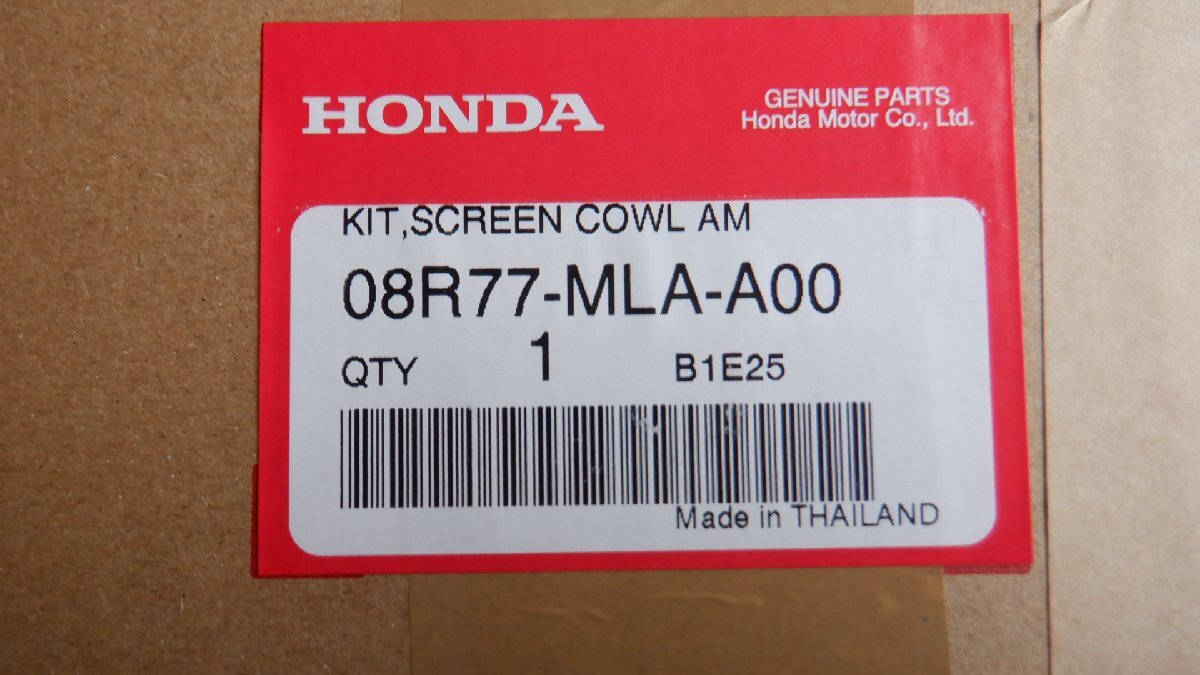 HONDA
GENUINE PARTS
Honda Motor Co., Ltd.
KIT,SCREEN COWL AM
08R77-MLA-A00
QTY 1 B1E25
Made in THAILAND